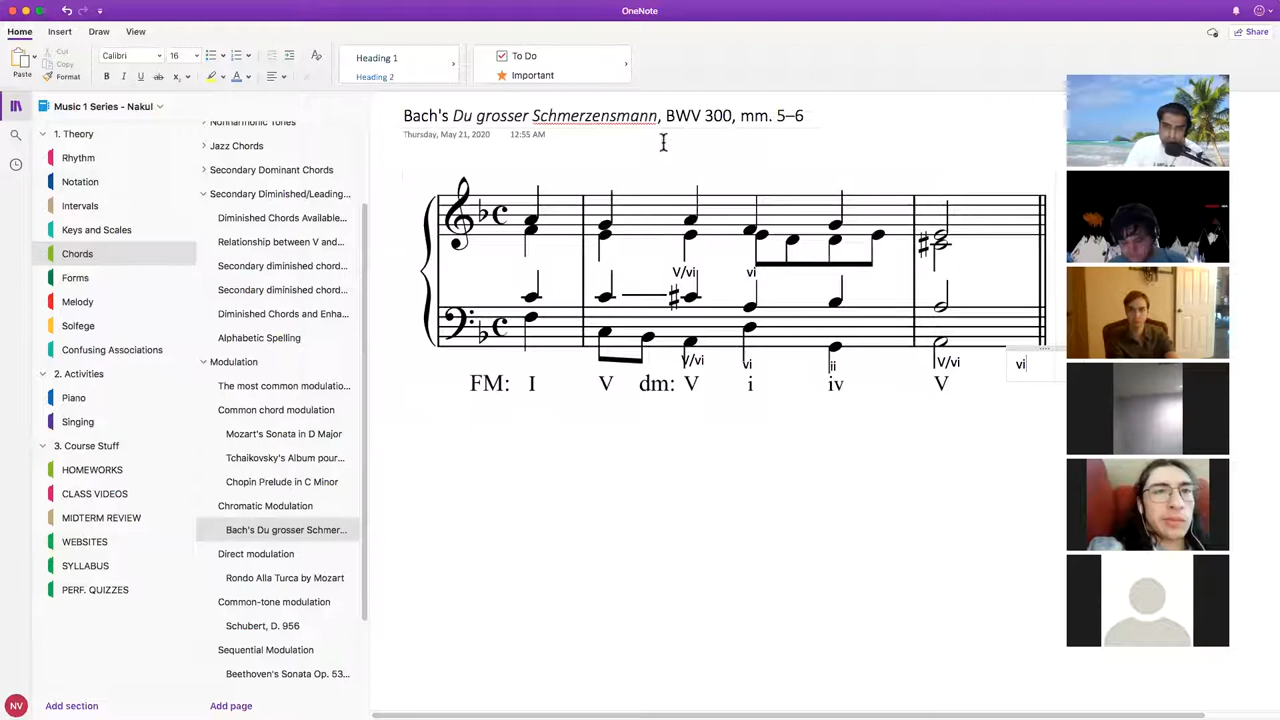 OneNote
Share
Home Insert Draw View
Paste
Cut
Copy
Format
Calibri 16
B I U ab x
A
Heading 1
Heading 2
To Do
Important
Music 1 Series - Nakul
1. Theory
Rhythm
Notation
Intervals
Keys and Scales
Chords
Forms
Melody
Solfege
Confusing Associations
2. Activities
Piano
Singing
3. Course Stuff
HOMEWORKS
CLASS VIDEOS
MIDTERM REVIEW
WEBSITES
SYLLABUS
PERF. QUIZZES
NV
Add section
Nonharmonic Tones
Jazz Chords
Secondary Dominant Chords
Secondary Diminished/Leading...
Diminished Chords Available...
Relationship between V and...
Secondary diminished chord...
Secondary diminished chord...
Diminished Chords and Enha...
Alphabetic Spelling
Modulation
The most common modulatio...
Common chord modulation
Mozart's Sonata in D Major
Tchaikovsky's Album pour...
Chopin Prelude in C Minor
Chromatic Modulation
Bach's Du grosser Schmer...
Direct modulation
Rondo Alla Turca by Mozart
Common-tone modulation
Schubert, D. 956
Sequential Modulation
Beethoven's Sonata Op. 53...
Add page
Bach's Du grosser Schmerzensmann, BWV 300, mm. 5–6
Thursday, May 21, 2020 12:55 AM
V/vi vi
V/vi vi ii V/vi vi
FM: I V dm: V i iv V